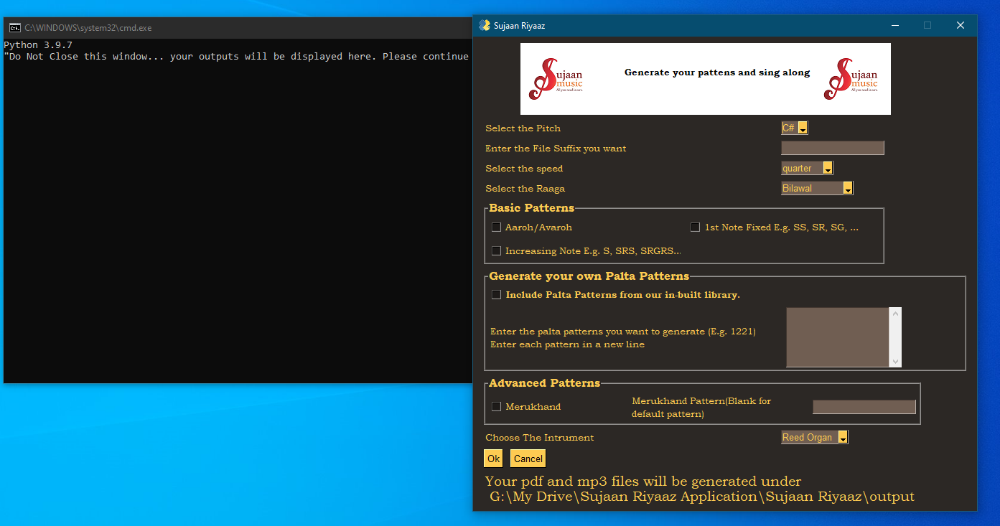 C:\WINDOWS\system32\cmd.exe
Python 3.9.7
"Do Not Close this window... your outputs will be displayed here. Please continue
Sujaan Riyaaz
Sujaan
music
All you need is ears.
Generate your pattens and sing along
Sujaan
music
All you need is ears.
Select the Pitch C#
Enter the File Suffix you want
Select the speed quarter
Select the Raaga Bilawal
Basic Patterns
Aaroh/Avaroh 1st Note Fixed E.g. SS, SR, SG, ...
Increasing Note E.g. S, SRS, SRGRS...
Generate your own Palta Patterns
Include Palta Patterns from our in-built library.
Enter the palta patterns you want to generate (E.g. 1221)
Enter each pattern in a new line
Advanced Patterns
Merukhand
Merukhand Pattern(Blank for
default pattern)
Choose The Intrument Reed Organ
Ok Cancel
Your pdf and mp3 files will be generated under
G:\My Drive\Sujaan Riyaaz Application\Sujaan Riyaaz\output